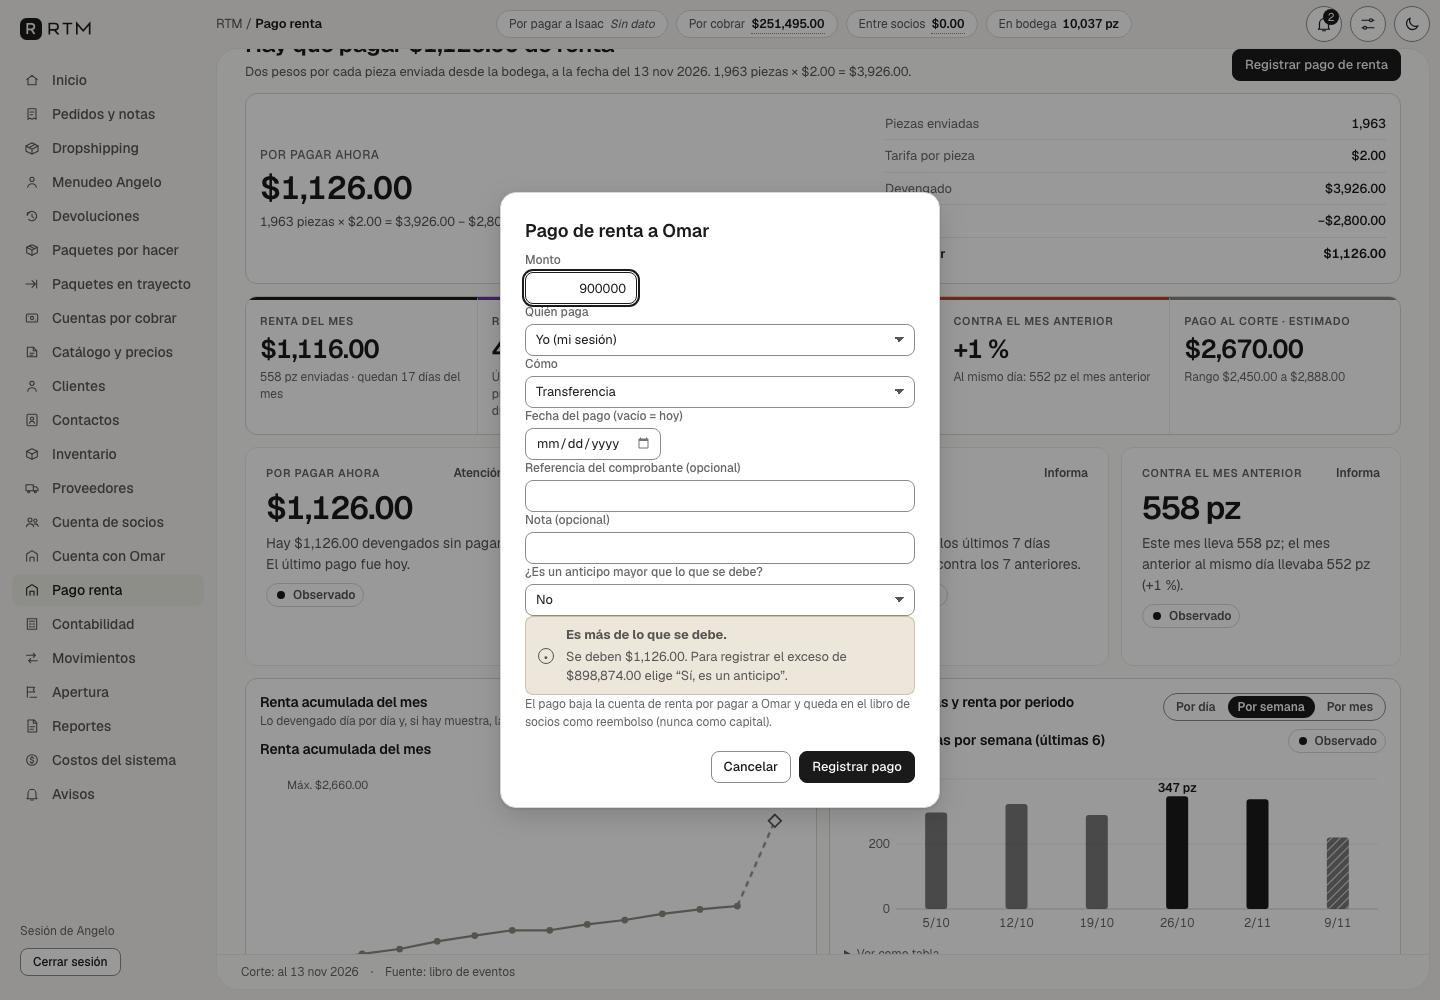 RTM
RTM / Pago renta
Por pagar a Isaac Sin dato
Por cobrar $251,495.00
Entre socios $0.00
En bodega 10,037 pz
2
Inicio
Pedidos y notas
Dropshipping
Menudeo Angelo
Devoluciones
Paquetes por hacer
Paquetes en trayecto
Cuentas por cobrar
Catálogo y precios
Clientes
Contactos
Inventario
Proveedores
Cuenta de socios
Cuenta con Omar
Pago renta
Contabilidad
Movimientos
Apertura
Reportes
Costos del sistema
Avisos
Sesión de Angelo
Cerrar sesión
Hay que pagar $1,126.00 de renta
Dos pesos por cada pieza enviada desde la bodega, a la fecha del 13 nov 2026. 1,963 piezas × $2.00 = $3,926.00.
Registrar pago de renta
POR PAGAR AHORA
$1,126.00
1,963 piezas × $2.00 = $3,926.00 − $2,80
Piezas enviadas 1,963
Tarifa por pieza $2.00
Devengado $3,926.00
−$2,800.00
r $1,126.00
RENTA DEL MES
$1,116.00
558 pz enviadas · quedan 17 días del
mes
CONTRA EL MES ANTERIOR
+1 %
Al mismo día: 552 pz el mes anterior
PAGO AL CORTE · ESTIMADO
$2,670.00
Rango $2,450.00 a $2,888.00
POR PAGAR AHORA Atención
$1,126.00
Hay $1,126.00 devengados sin pagar
El último pago fue hoy.
Observado
Informa
los últimos 7 días
contra los 7 anteriores.
CONTRA EL MES ANTERIOR Informa
558 pz
Este mes lleva 558 pz; el mes
anterior al mismo día llevaba 552 pz
(+1 %).
Observado
Renta acumulada del mes
Lo devengado día por día y, si hay muestra, l
Renta acumulada del mes
Máx. $2,660.00
s y renta por periodo
Por día Por semana Por mes
as por semana (últimas 6)
Observado
347 pz
200
0
5/10 12/10 19/10 26/10 2/11 9/11
Ver como tabla
Corte: al 13 nov 2026 · Fuente: libro de eventos
Pago de renta a Omar
Monto
900000
Quién paga
Yo (mi sesión)
Cómo
Transferencia
Fecha del pago (vacío = hoy)
mm/dd/yyyy
Referencia del comprobante (opcional)
Nota (opcional)
¿Es un anticipo mayor que lo que se debe?
No
Es más de lo que se debe.
Se deben $1,126.00. Para registrar el exceso de
$898,874.00 elige “Sí, es un anticipo”.
El pago baja la cuenta de renta por pagar a Omar y queda en el libro de
socios como reembolso (nunca como capital).
Cancelar
Registrar pago